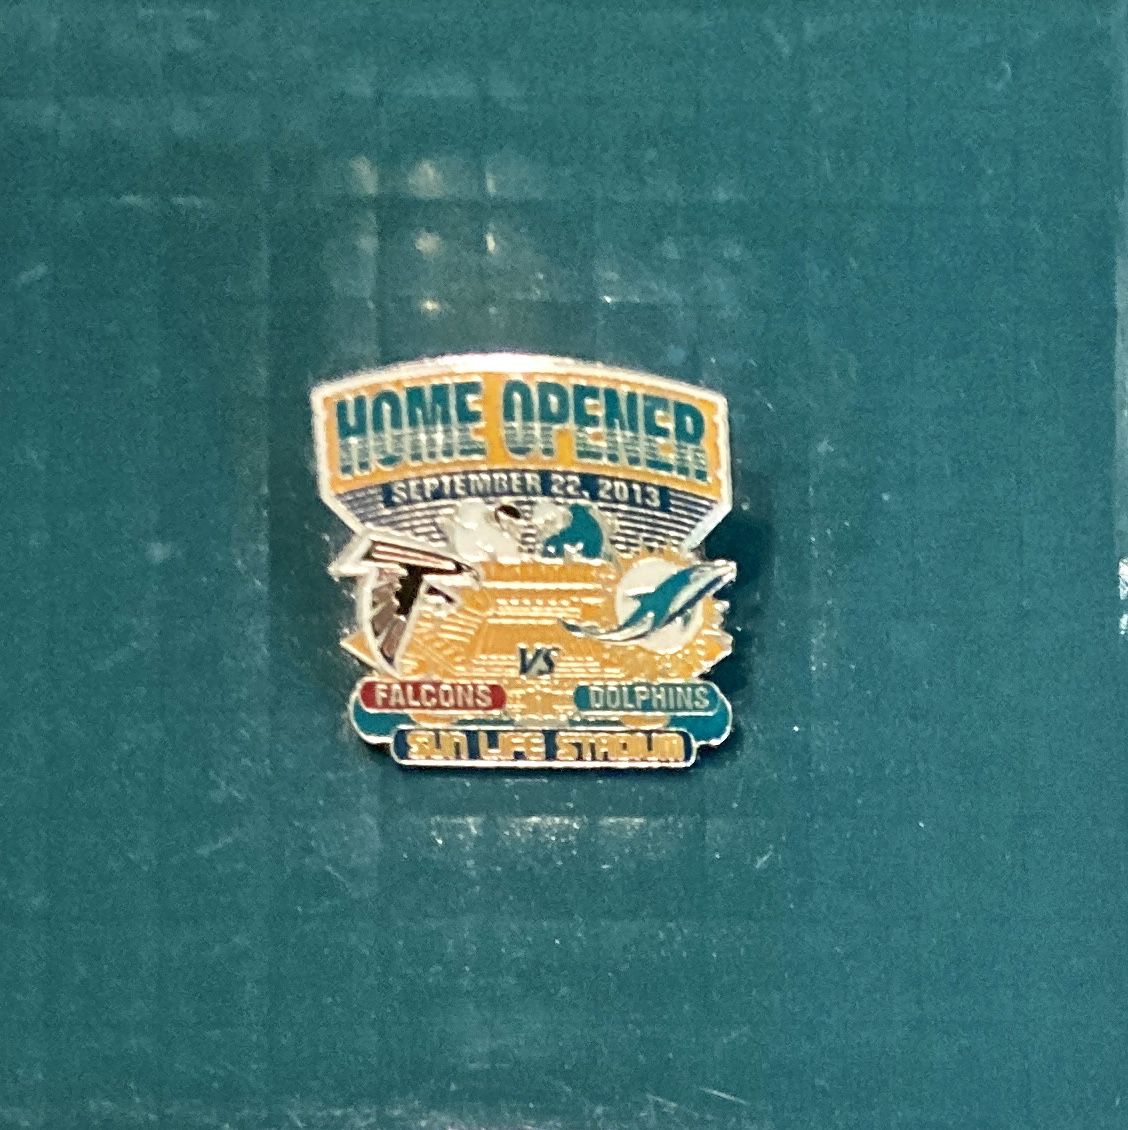 HOME OPENER
SEPTEMBER 22, 2013
VS
FALCONS
DOLPHINS
SUN LIFE STADIUM